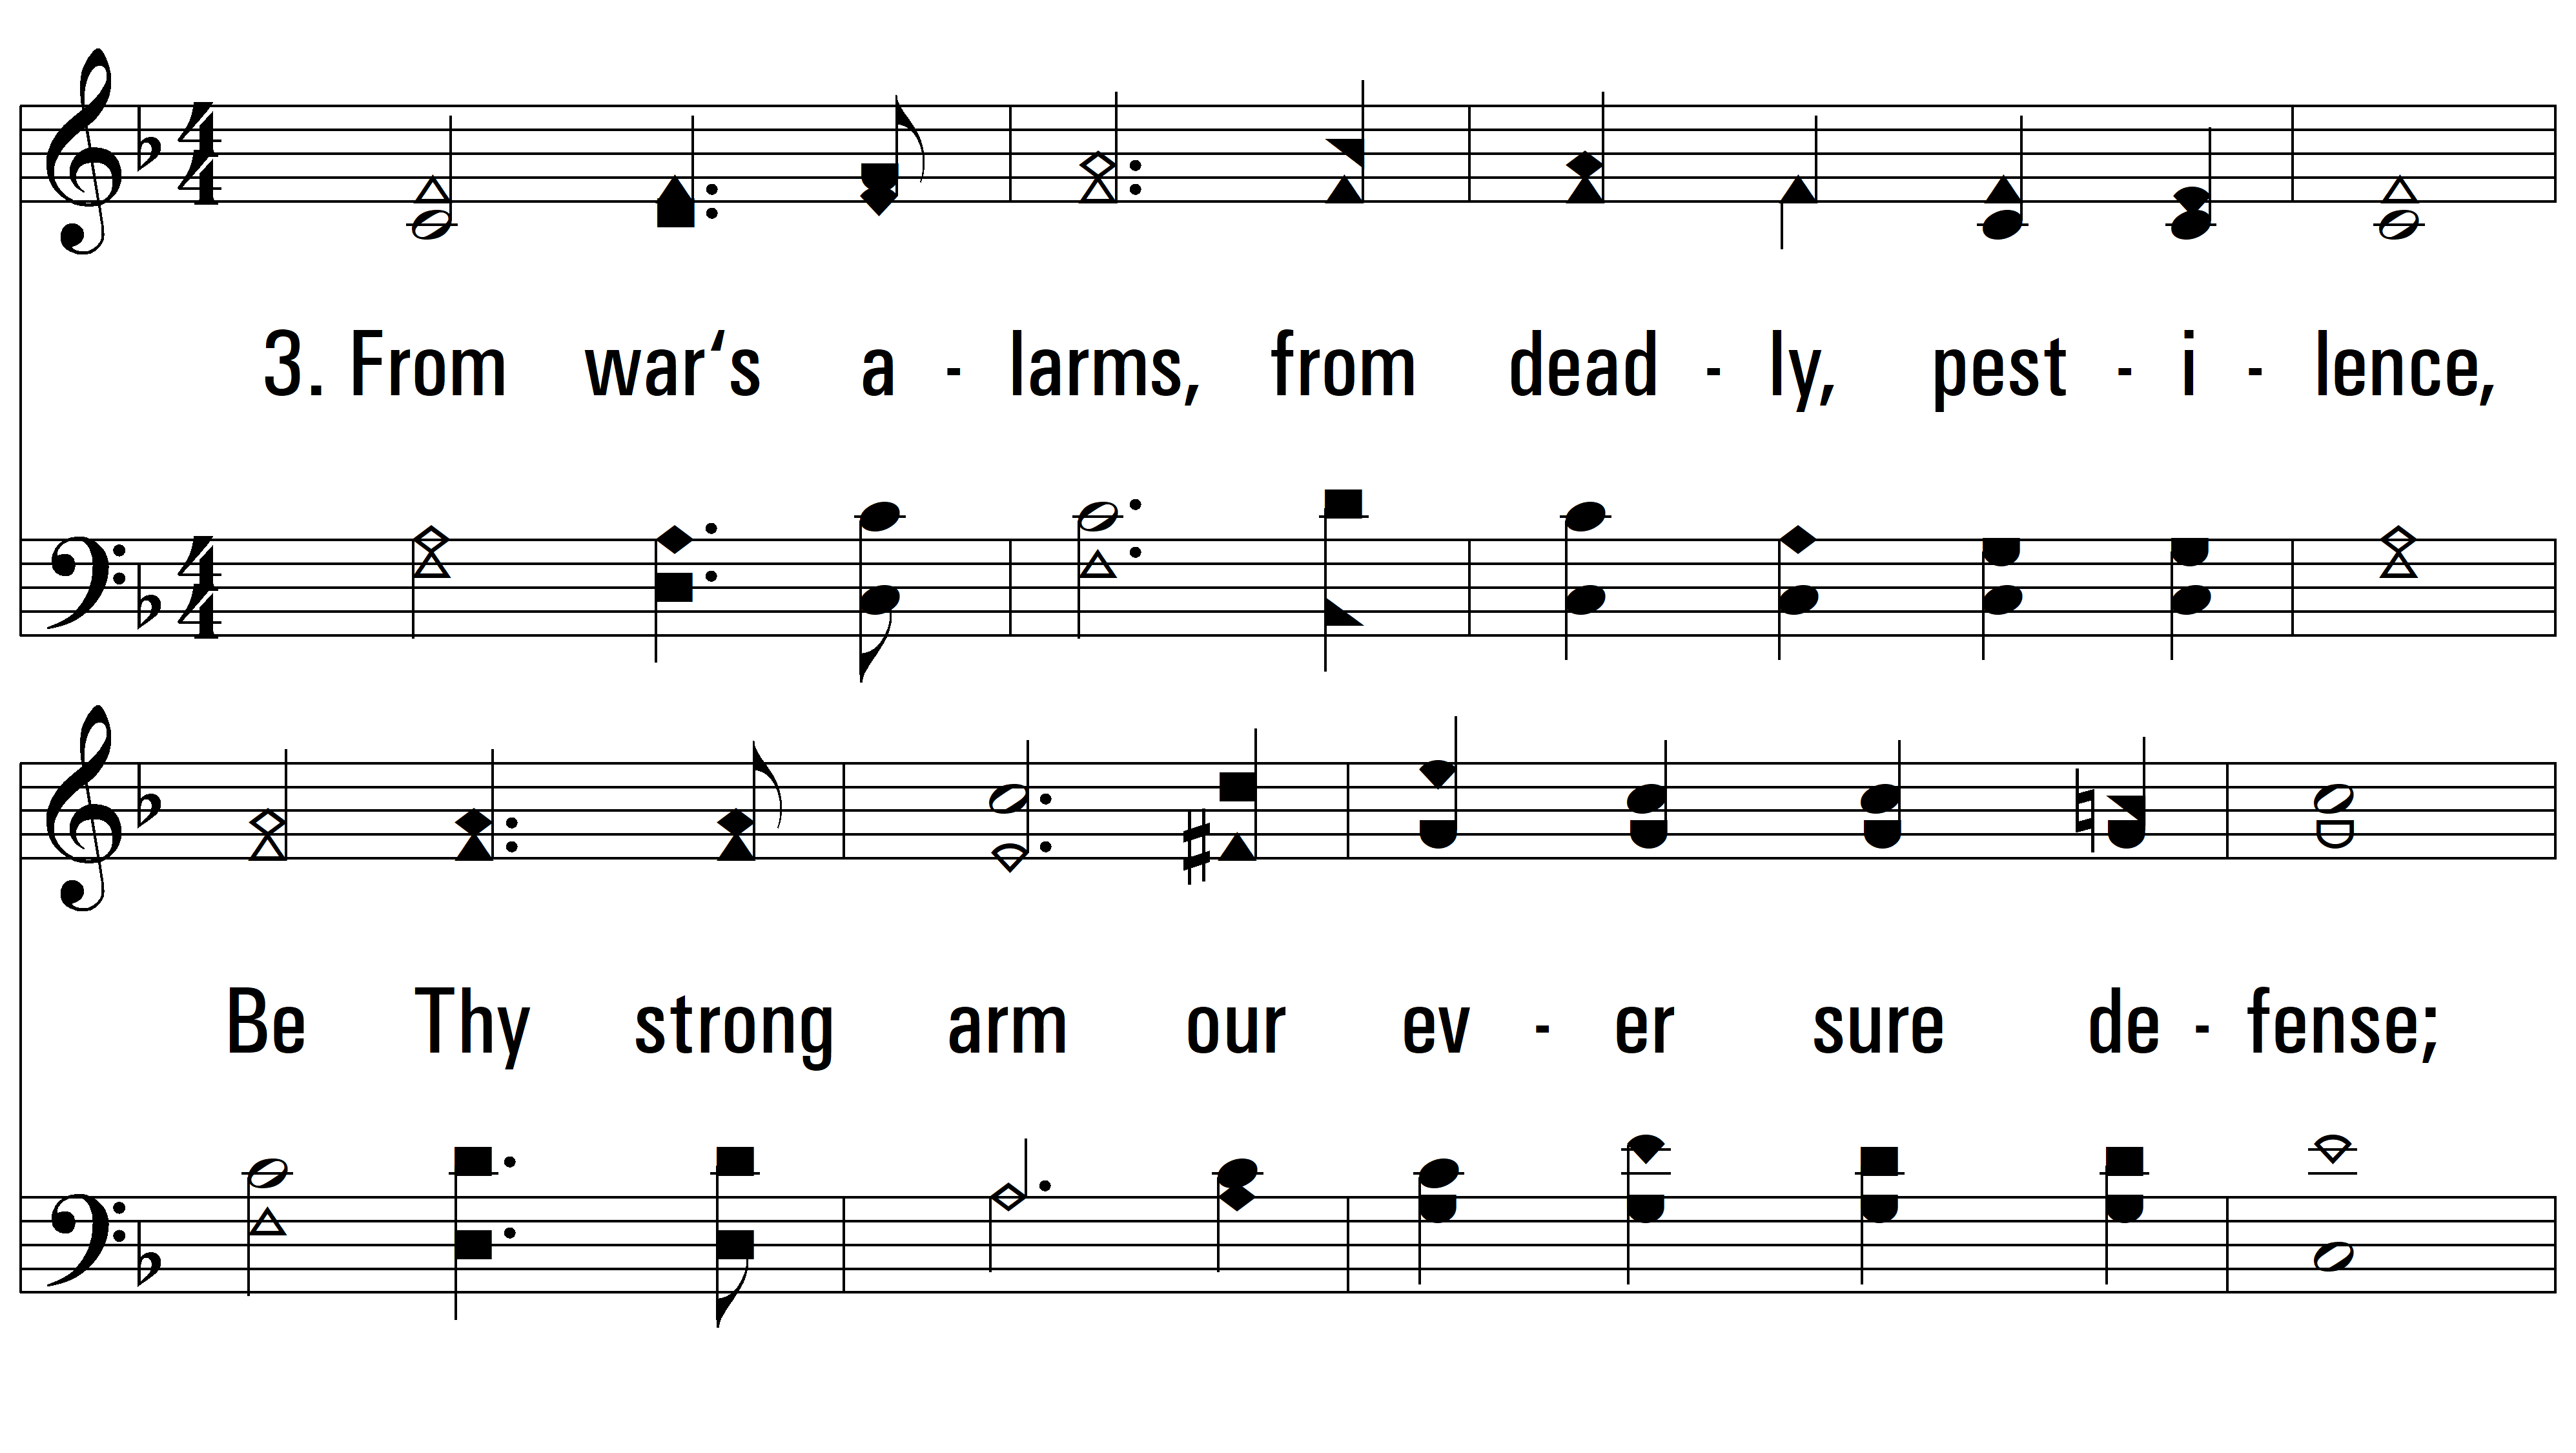 3. From war‘s a - larms, from dead - ly, pest - i - lence,
Be Thy strong arm our ev - er sure de - fense;